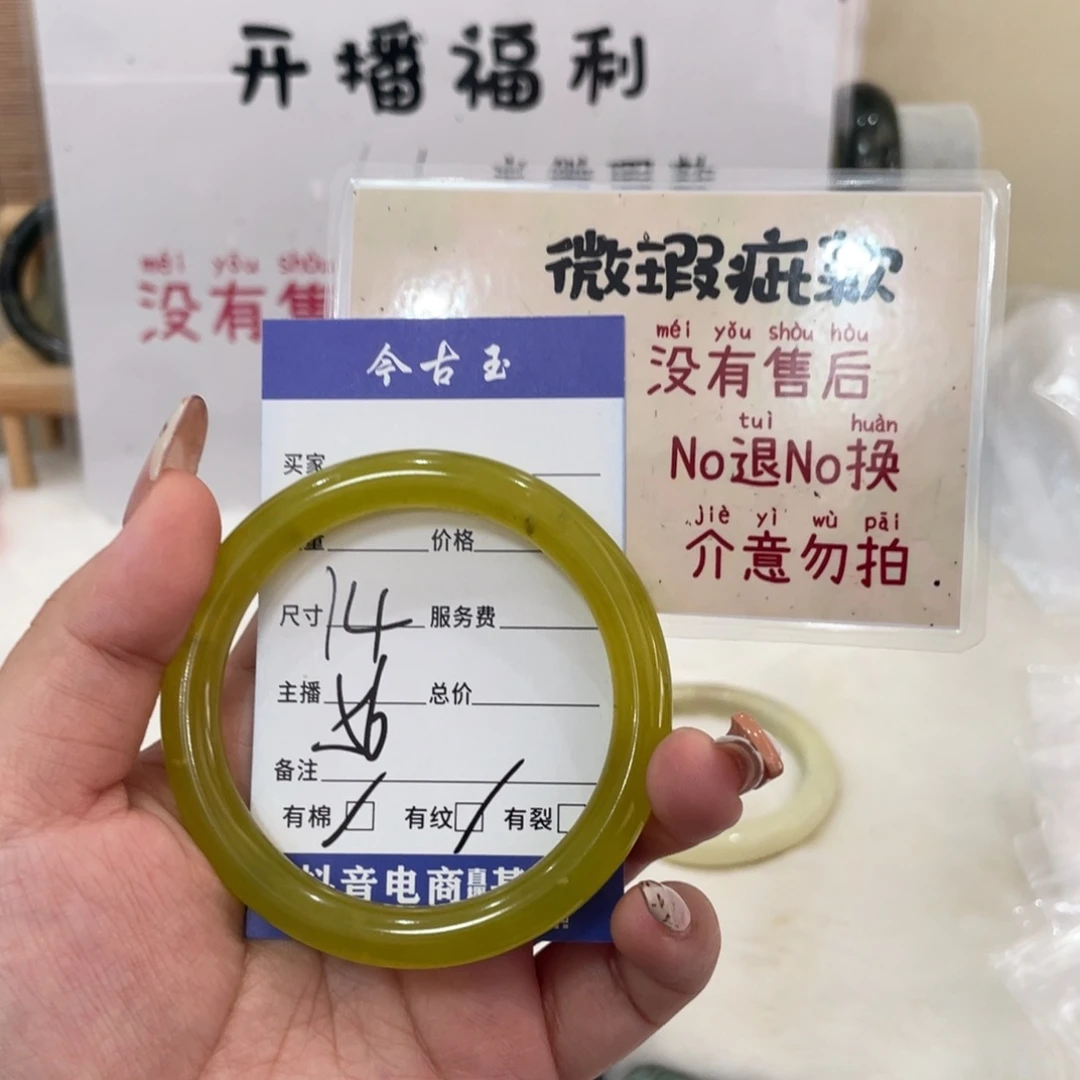 开播福利
没有售
méi yǒu shòu
微瑕疵款
méi yǒu shòu hòu
没有售后
tuì huàn
No退No换
jiè yì wù pāi
介意勿拍
今古玉
买家
价格
尺寸 14 服务费
主播 总价
备注
有棉 有纹 有裂
抖音电商